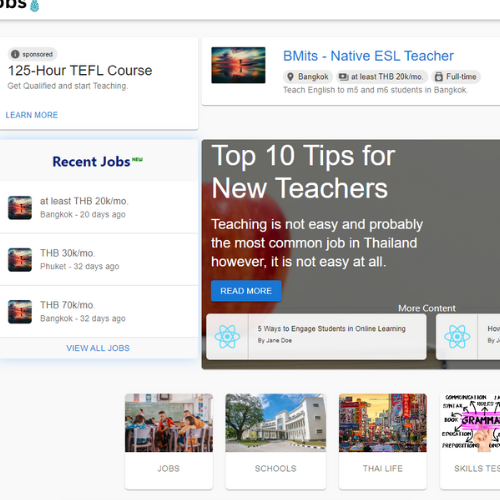 sponsored
125-Hour TEFL Course
Get Qualified and start Teaching.
LEARN MORE
BMits - Native ESL Teacher
Bangkok
at least THB 20k/mo.
Full-time
Teach English to m5 and m6 students in Bangkok.
Recent Jobs NEW
at least THB 20k/mo.
Bangkok - 20 days ago
THB 30k/mo.
Phuket - 32 days ago
THB 70k/mo.
Bangkok - 32 days ago
VIEW ALL JOBS
Top 10 Tips for
New Teachers
Teaching is not easy and probably
the most common job in Thailand
however, it is not easy at all.
READ MORE
More Content
5 Ways to Engage Students in Online Learning
By Jane Doe
How
By J
JOBS
SCHOOLS
THAI LIFE
COMMUNICATION
SYNTAX
RULES
BOOK
GRAMMA
EDUCATION
PREPOSITIONS
SKILLS TES